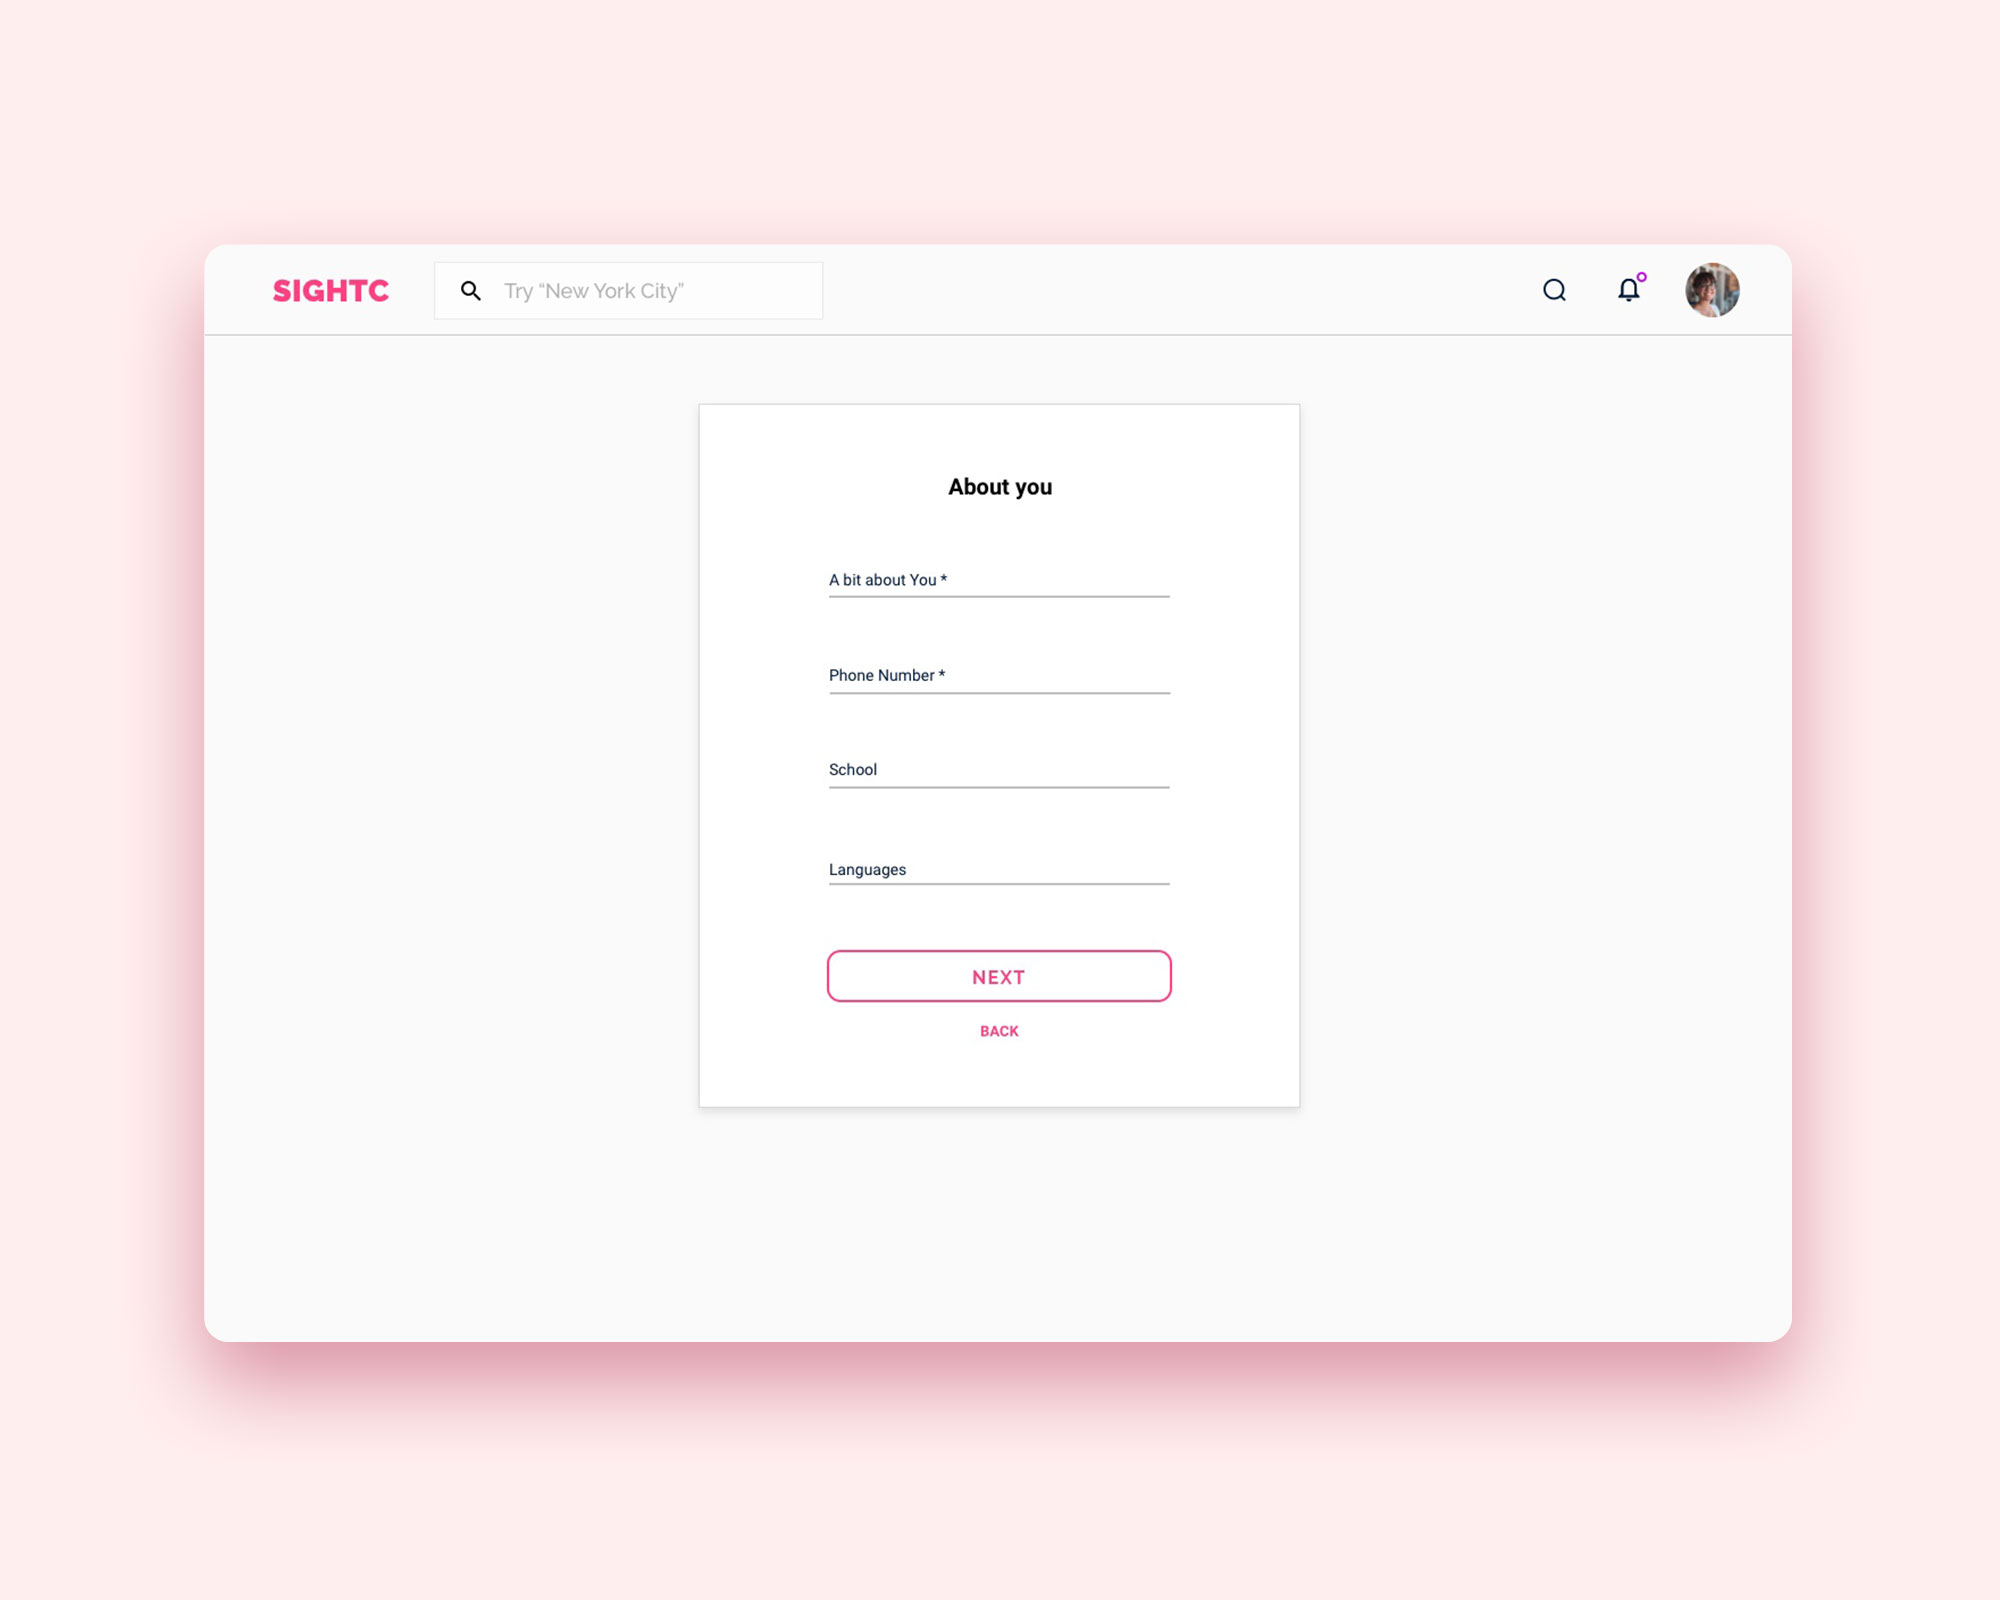 SIGHTC
Try “New York City”
About you
A bit about You *
Phone Number *
School
Languages
NEXT
BACK